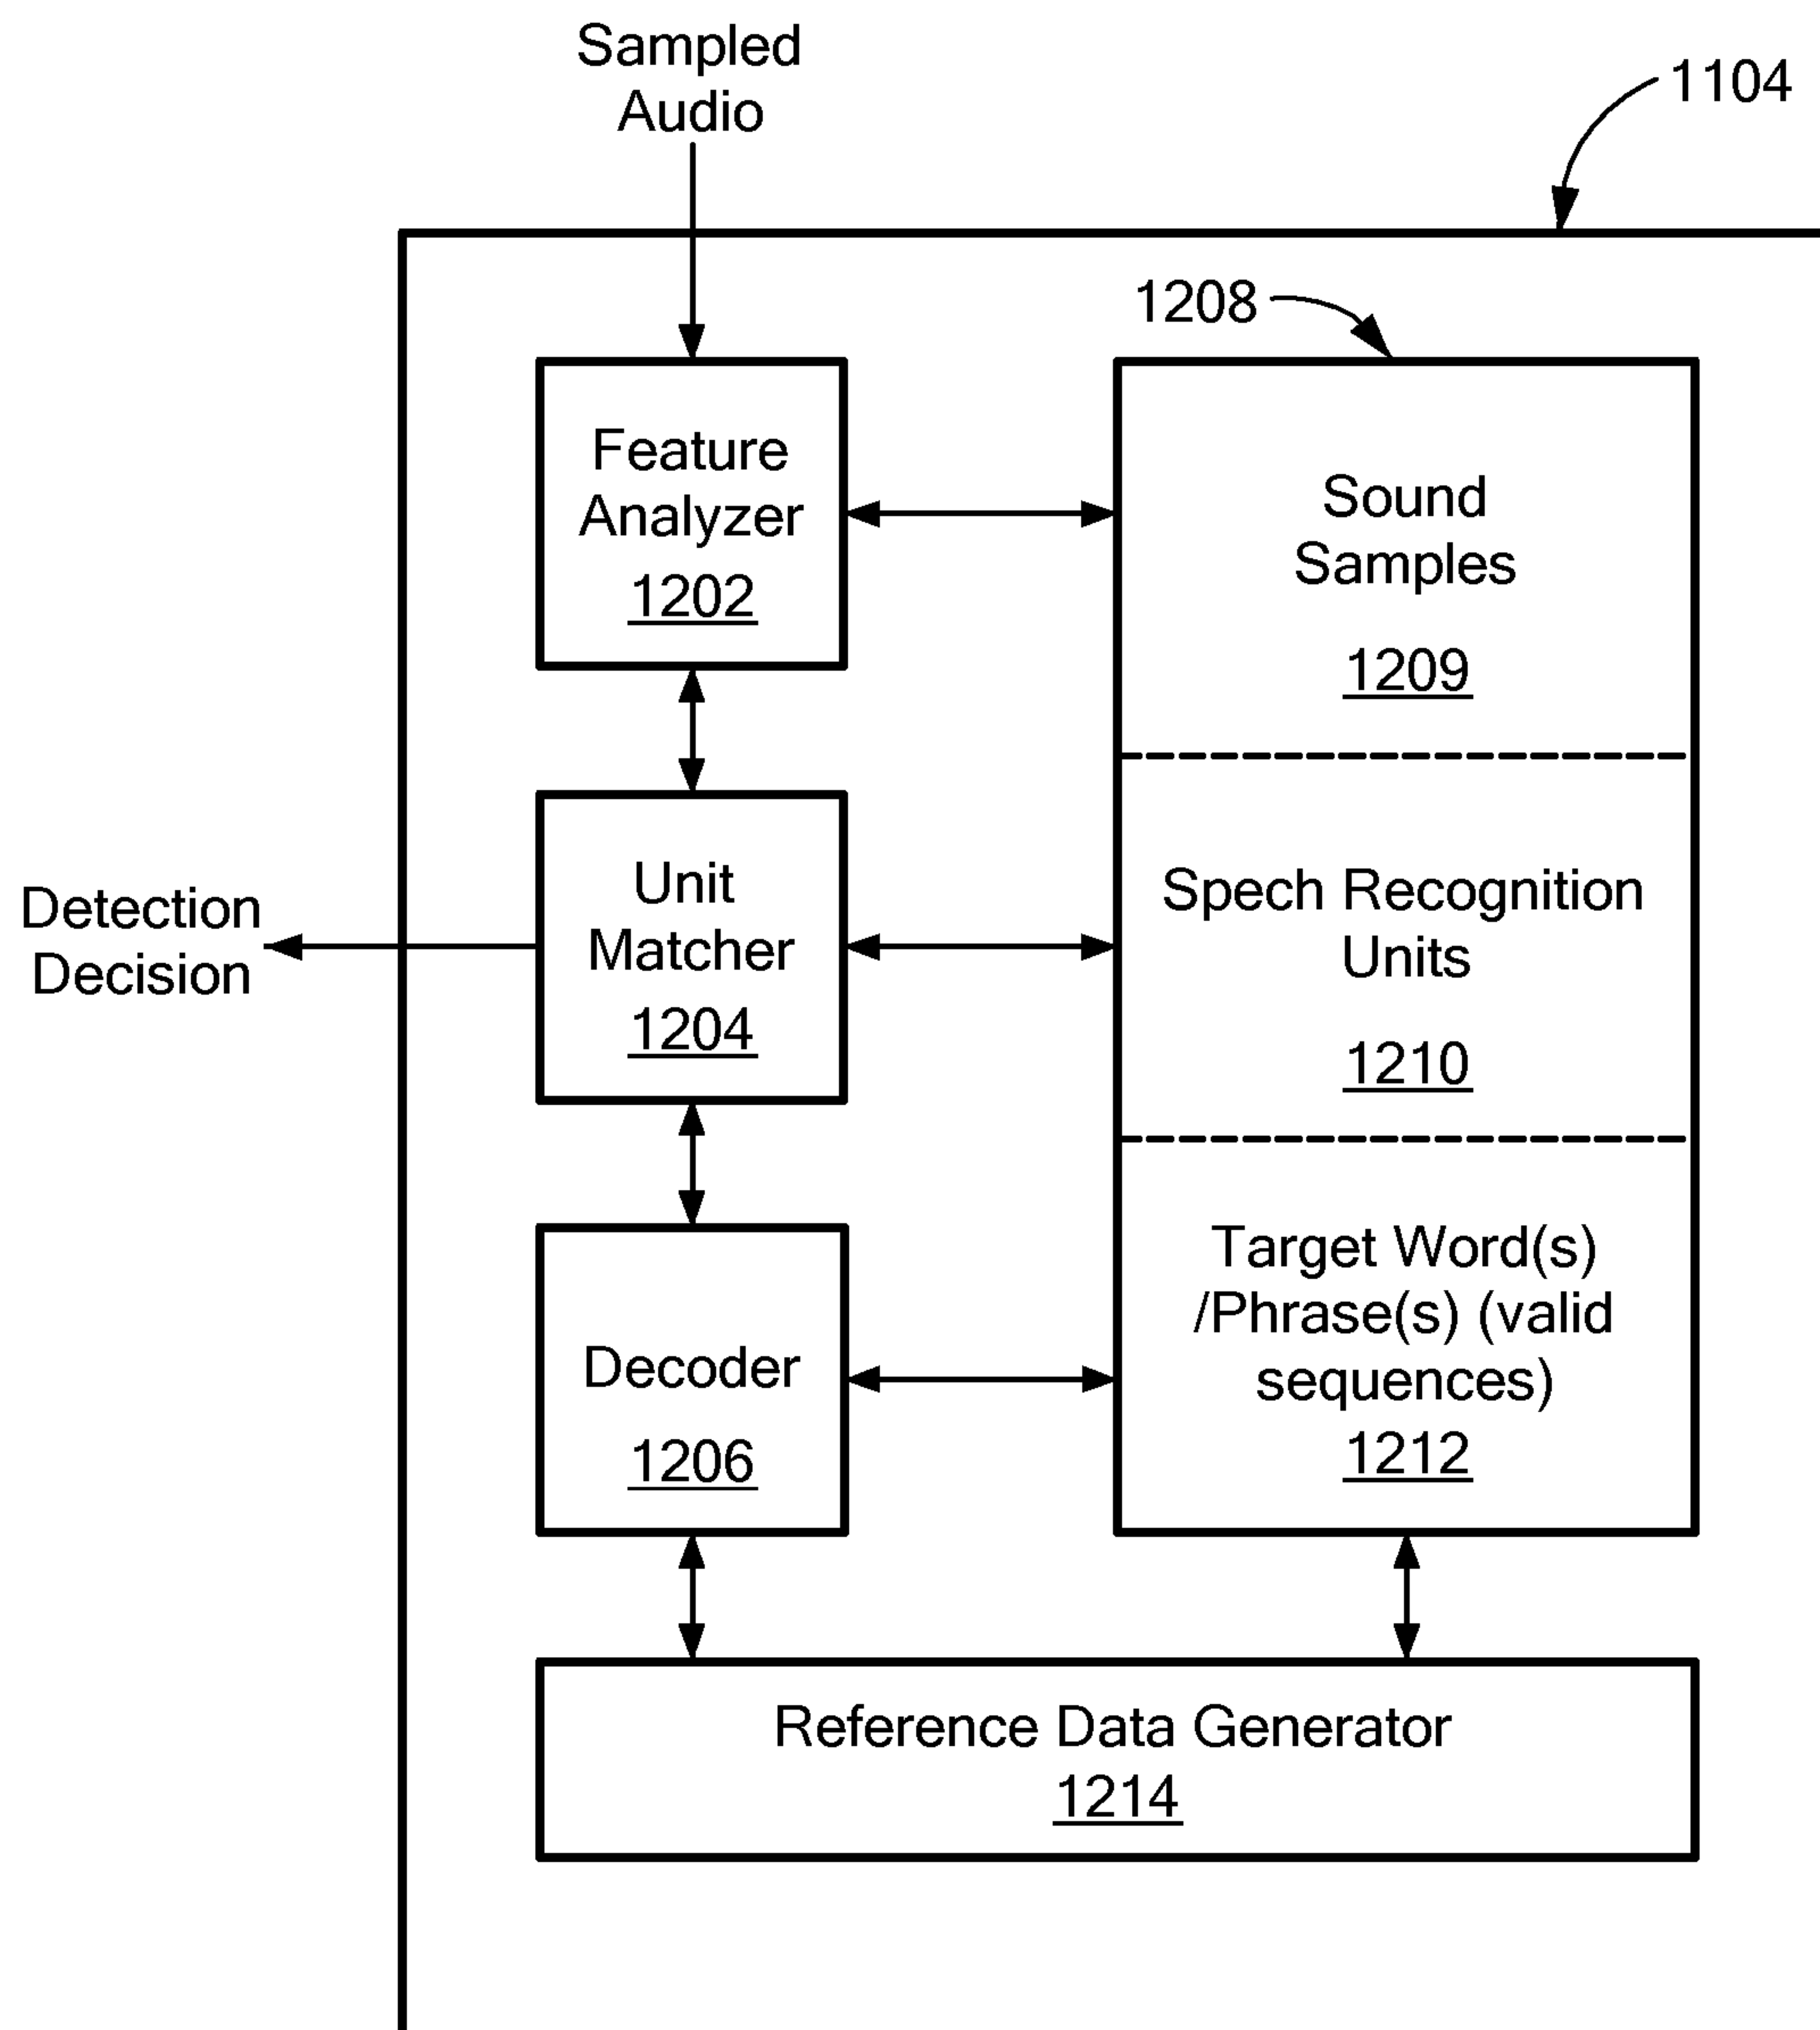 Sampled
Audio
1104
1208
Feature
Analyzer
1202
Sound
Samples
1209
Unit
Matcher
1204
Detection
Decision
Spech Recognition
Units
1210
Decoder
1206
Target Word(s)
/Phrase(s) (valid
sequences)
1212
Reference Data Generator
1214